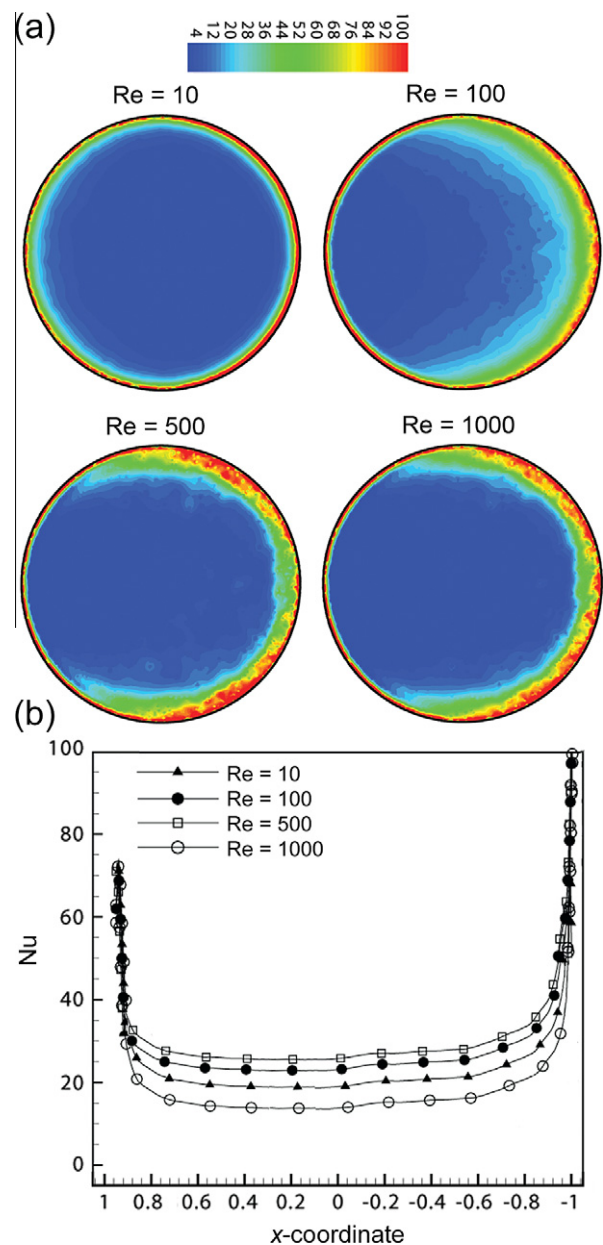 (a)
4 12 20 28 36 44 52 60 68 76 84 92 100
Re = 10
Re = 100
Re = 500
Re = 1000
(b)
100
80
60
40
20
0
Nu
Re = 10
Re = 100
Re = 500
Re = 1000
1 0.8 0.6 0.4 0.2 0 -0.2 -0.4 -0.6 -0.8 -1
x-coordinate